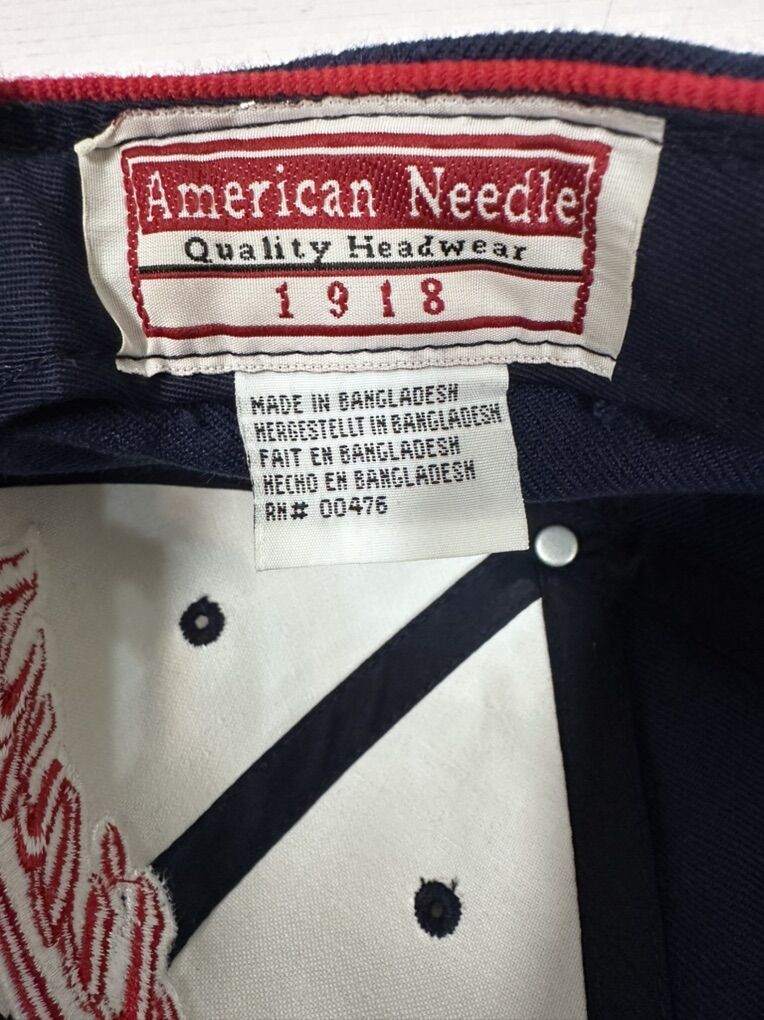 American Needle
Quality Headwear
1918
MADE IN BANGLADESH
HERGESTELLT IN BANGLADESH
FAIT EN BANGLADESH
HECHO EN BANGLADESH
RN# 00476